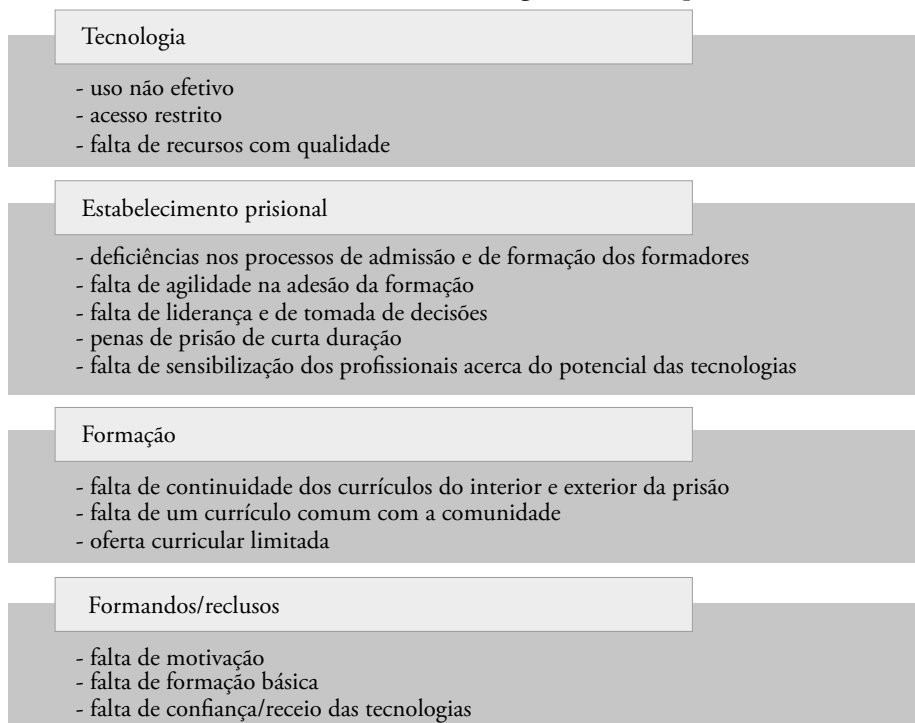 Tecnologia
- uso não efetivo
- acesso restrito
- falta de recursos com qualidade
Estabelecimento prisional
- deficiências nos processos de admissão e de formação dos formadores
- falta de agilidade na adesão da formação
- falta de liderança e de tomada de decisões
- penas de prisão de curta duração
- falta de sensibilização dos profissionais acerca do potencial das tecnologias
Formação
- falta de continuidade dos currículos do interior e exterior da prisão
- falta de um currículo comum com a comunidade
- oferta curricular limitada
Formandos/reclusos
- falta de motivação
- falta de formação básica
- falta de confiança/receio das tecnologias